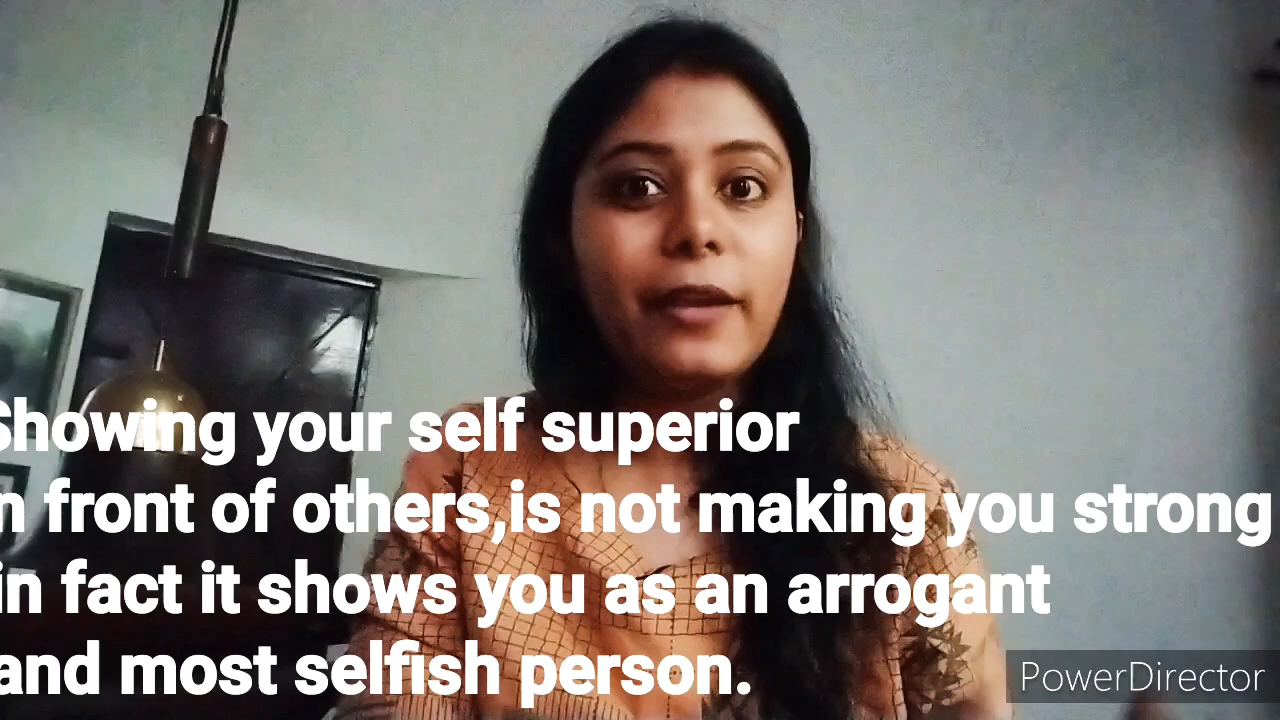 Showing your self superior
in front of others,is not making you strong
in fact it shows you as an arrogant
and most selfish person.
PowerDirector